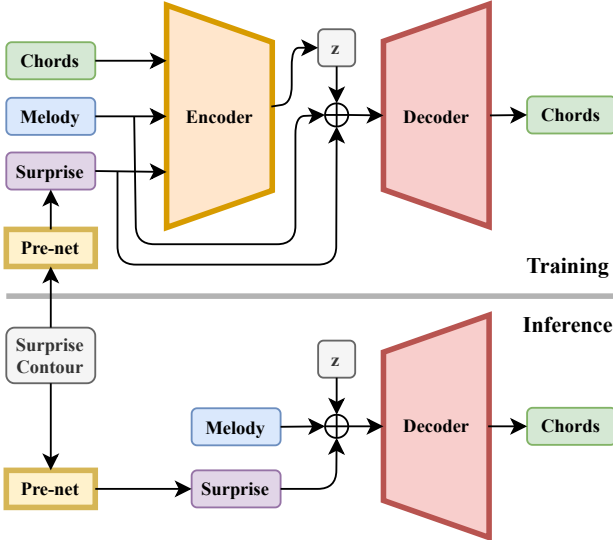 Chords
z
Melody
Encoder
Decoder
Chords
Surprise
Pre-net
Training
Inference
Surprise
Contour
z
Melody
Decoder
Chords
Pre-net
Surprise